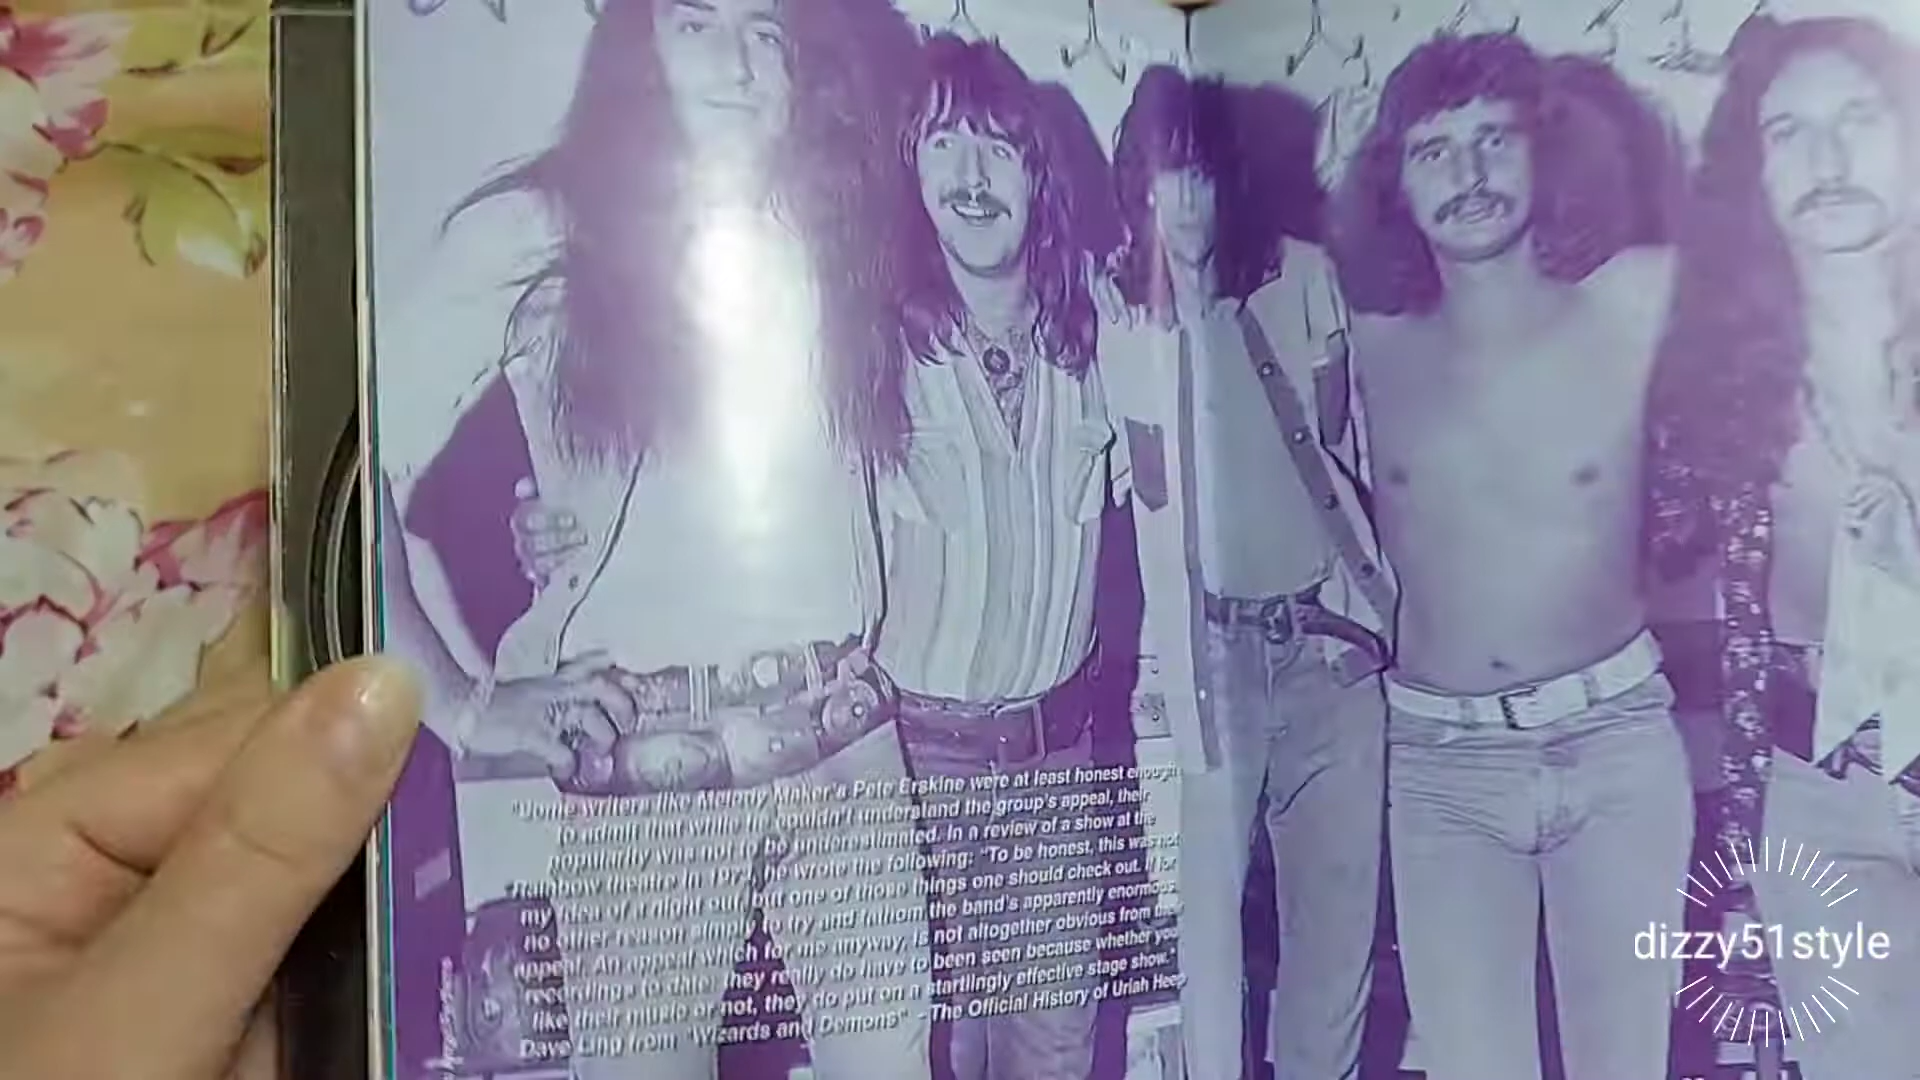 "Some writers like Melody Maker's Pete Erskine were at least honest enough
to admit that while he couldn't understand the group's appeal, their
popularity was not to be underestimated. In a review of a show at the
Rainbow theatre in he wrote the following: "To be honest, this was not
my idea of a night out, but one of those things one should check out. If for
no other reason simply to try and fathom the band's apparently enormous
appeal. An appeal which for me anyway, is not altogether obvious from their
recordings to date: they really do have to been seen because whether you
like their music or not, they do put on a startlingly effective stage show."
Dave Ling from "Wizards and Demons" - The Official History of Uriah Heep
dizzy51style